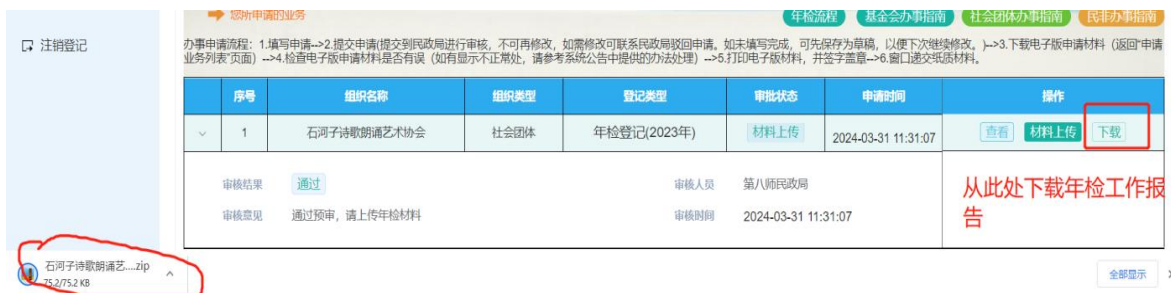 您所申请的业务
年检流程 基金会办事指南 社会团体办事指南 民非办事指南
注销登记
办事申请流程：1.填写申请-->2.提交申请(提交到民政局进行审核，不可再修改，如需修改可联系民政局驳回申请。如未填写完成，可先保存为草稿，以便下次继续修改。)-->3.下载电子版申请材料（返回“申请
业务列表”页面）-->4.检查电子版申请材料是否有误（如有显示不正常处，请参考系统公告中提供的办法处理）-->5.打印电子版材料，并签字盖章-->6.窗口递交纸质材料。
序号 组织名称 组织类型 登记类型 审批状态 申请时间 操作
1 石河子诗歌朗诵艺术协会 社会团体 年检登记(2023年) 材料上传 2024-03-31 11:31:07 查看 材料上传 下载
审核结果 通过 审核人员 第八师民政局
审核意见 通过预审，请上传年检材料 审核时间 2024-03-31 11:31:07
从此处下载年检工作报
告
石河子诗歌朗诵艺....zip
75.2/75.2 KB
全部显示